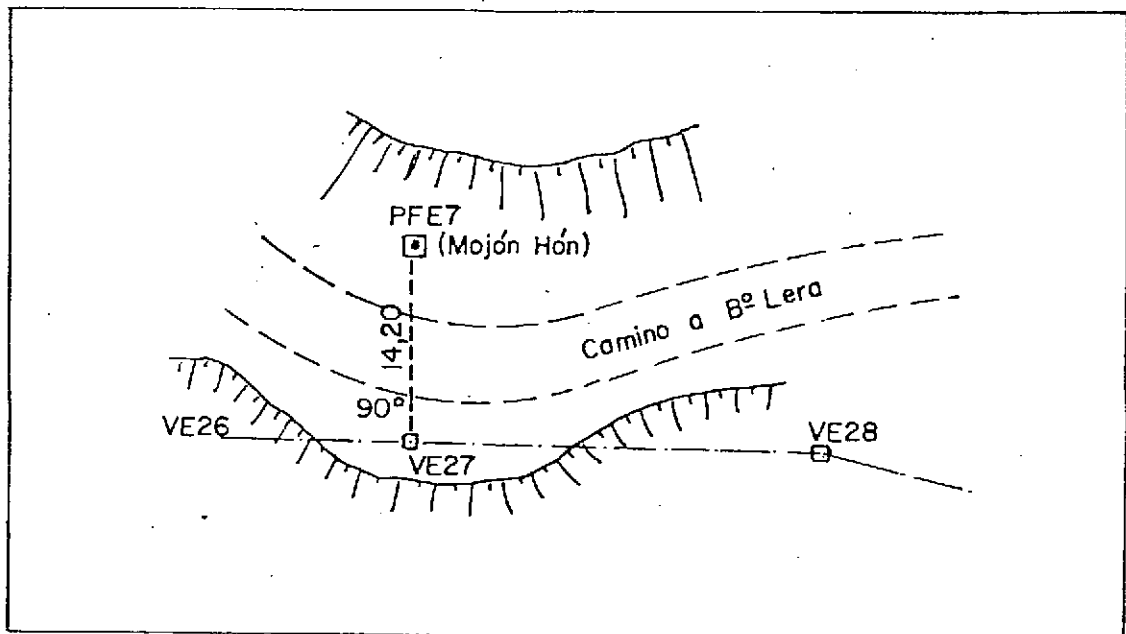 PFE7
(Mojón Hón)
14,20
Camino a Bº Lera
90°
VE26
VE27
VE28